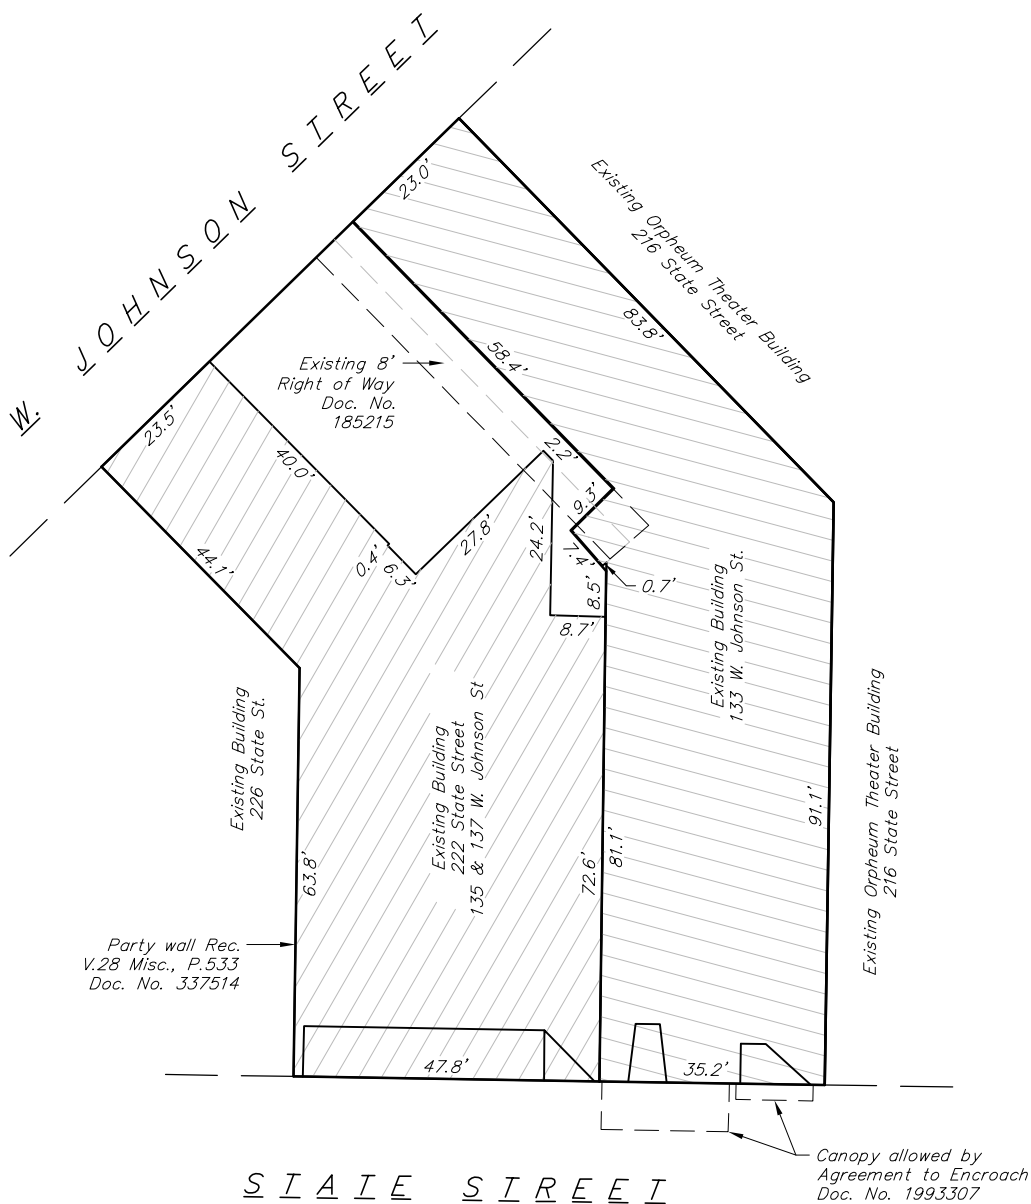 W. JOHNSON STREET
23.0'
Existing Orpheum Theater Building
216 State Street
83.8'
58.4'
Existing 8'
Right of Way
Doc. No.
185215
23.5'
40.0'
2.2'
9.3'
27.8'
24.2'
7.4'
0.4'
6.3'
44.1'
8.5'
0.7'
8.7'
Existing Building
133 W. Johnson St.
Existing Building
226 State St.
Existing Building
222 State Street
135 & 137 W. Johnson St
Existing Orpheum Theater Building
216 State Street
91.1'
63.8'
72.6'
81.1'
Party wall Rec.
V.28 Misc., P.533
Doc. No. 337514
47.8'
35.2'
Canopy allowed by
Agreement to Encroach
Doc. No. 1993307
STATE STREET